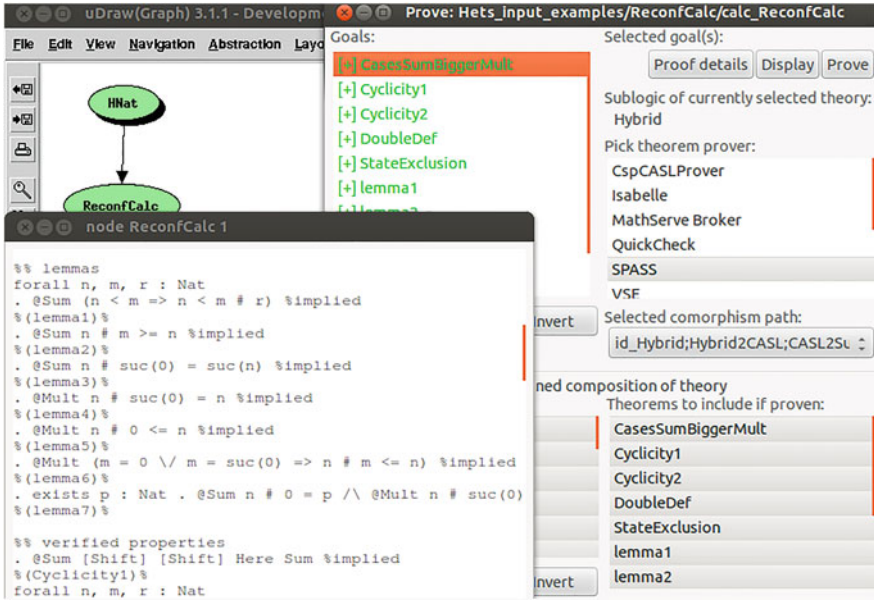 uDraw(Graph) 3.1.1 - Developm
File Edit View Navigation Abstraction Layo
HNat
ReconfCalc
Prove: Hets_input_examples/ReconfCalc/calc_ReconfCalc
Goals:
[+] CasesSumBiggerMult
[+] Cyclicity1
[+] Cyclicity2
[+] DoubleDef
[+] StateExclusion
[+] lemma1
[+] lemma2
Selected goal(s):
Proof details Display Prove
Sublogic of currently selected theory:
Hybrid
Pick theorem prover:
CspCASLProver
Isabelle
MathServe Broker
QuickCheck
SPASS
VSE
Invert
Selected comorphism path:
id_Hybrid;Hybrid2CASL;CASL2Su
ned composition of theory
Theorems to include if proven:
CasesSumBiggerMult
Cyclicity1
Cyclicity2
DoubleDef
StateExclusion
lemma1
lemma2
nvert
node ReconfCalc 1
%% lemmas
forall n, m, r : Nat
. @Sum (n < m => n < m # r) %implied
%(lemma1)%
. @Sum n # m >= n %implied
%(lemma2)%
. @Sum n # suc(0) = suc(n) %implied
%(lemma3)%
. @Mult n # suc(0) = n %implied
%(lemma4)%
. @Mult n # 0 <= n %implied
%(lemma5)%
. @Mult (m = 0 \/ m = suc(0) => n # m <= n) %implied
%(lemma6)%
. exists p : Nat . @Sum n # 0 = p /\ @Mult n # suc(0)
%(lemma7)%
%% verified properties
. @Sum [Shift] [Shift] Here Sum %implied
%(Cyclicity1)%
forall n, m, r : Nat